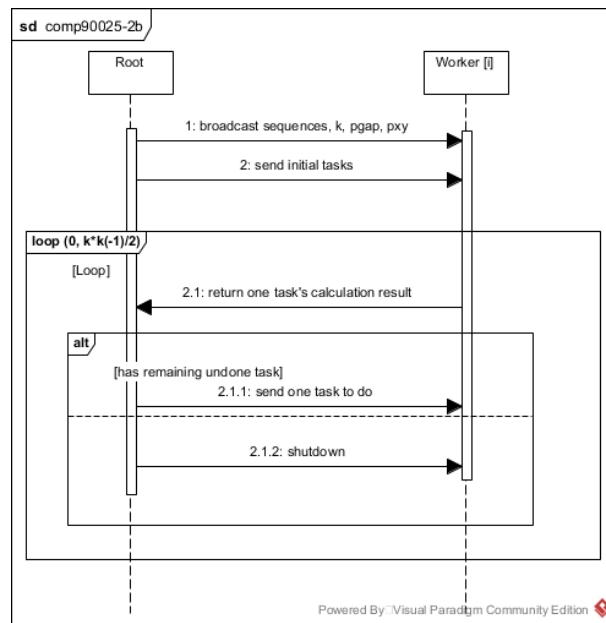 sd comp90025-2b
Root
Worker [i]
1: broadcast sequences, k, pgap, pxy
2: send initial tasks
loop (0, k*k(-1)/2)
[Loop]
2.1: return one task's calculation result
alt
[has remaining undone task]
2.1.1: send one task to do
2.1.2: shutdown
Powered By Visual Paradigm Community Edition